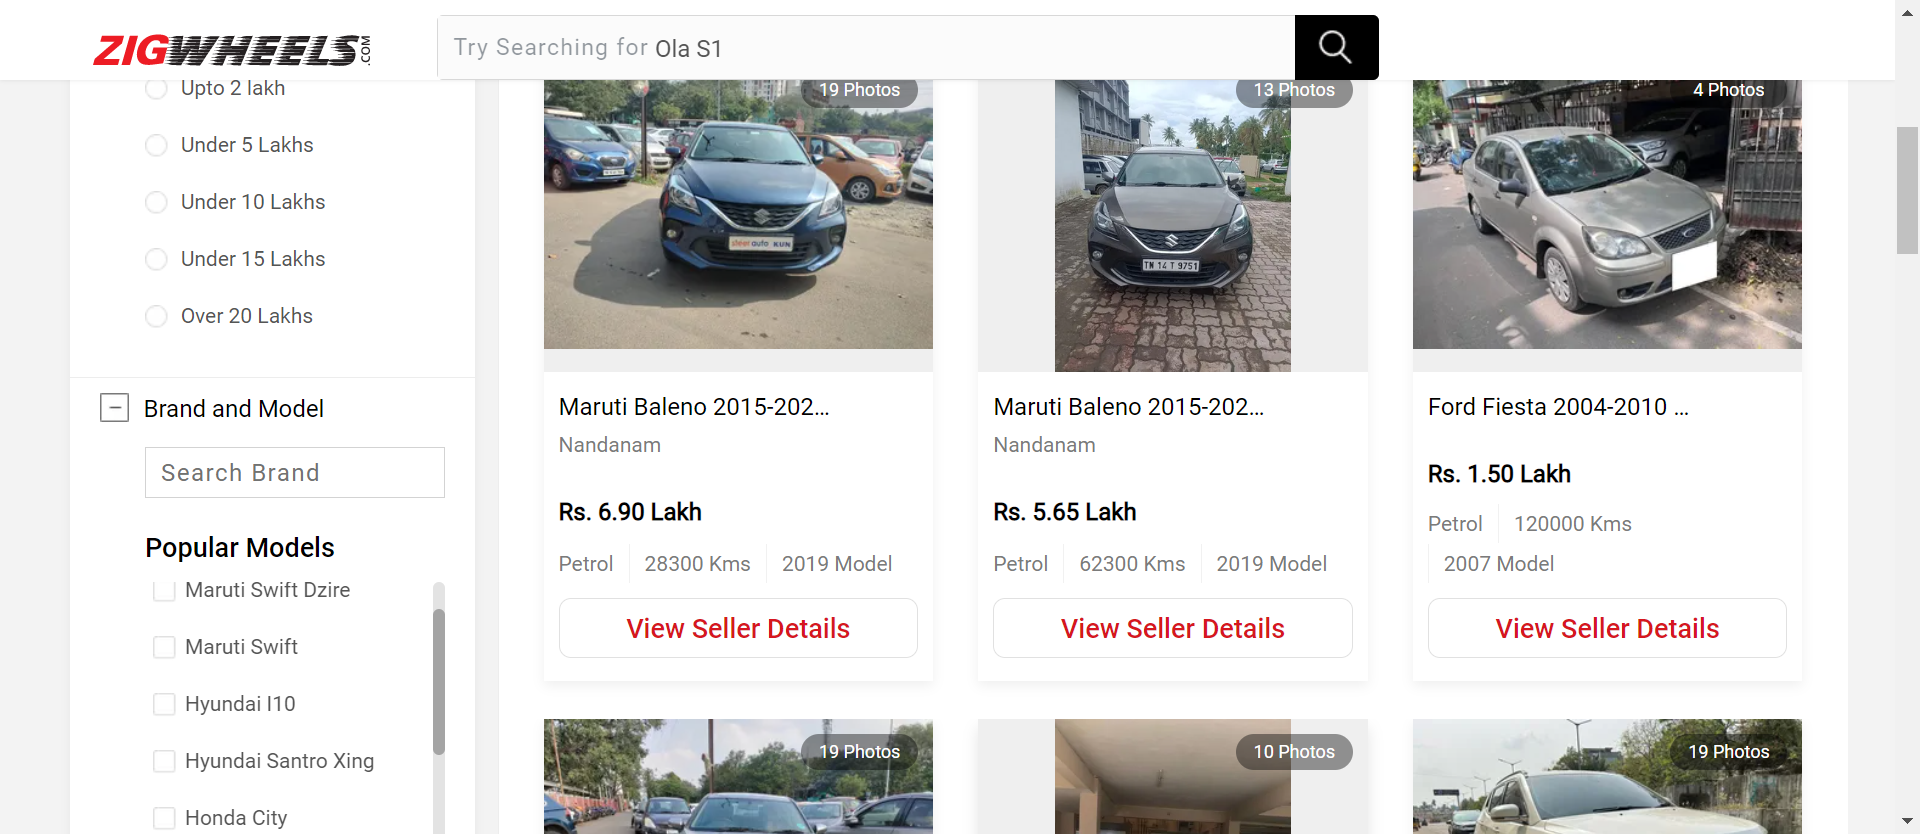 ZIGWHEELS.COM
Try Searching for Ola S1
Upto 2 lakh
Under 5 Lakhs
Under 10 Lakhs
Under 15 Lakhs
Over 20 Lakhs
Brand and Model
Search Brand
Popular Models
Maruti Swift Dzire
Maruti Swift
Hyundai I10
Hyundai Santro Xing
Honda City
19 Photos
steer auto KUN
Maruti Baleno 2015-202...
Nandanam
Rs. 6.90 Lakh
Petrol
28300 Kms
2019 Model
View Seller Details
13 Photos
TN 14 T 9751
Maruti Baleno 2015-202...
Nandanam
Rs. 5.65 Lakh
Petrol
62300 Kms
2019 Model
View Seller Details
4 Photos
Ford Fiesta 2004-2010 ...
Rs. 1.50 Lakh
Petrol
120000 Kms
2007 Model
View Seller Details
19 Photos
10 Photos
19 Photos